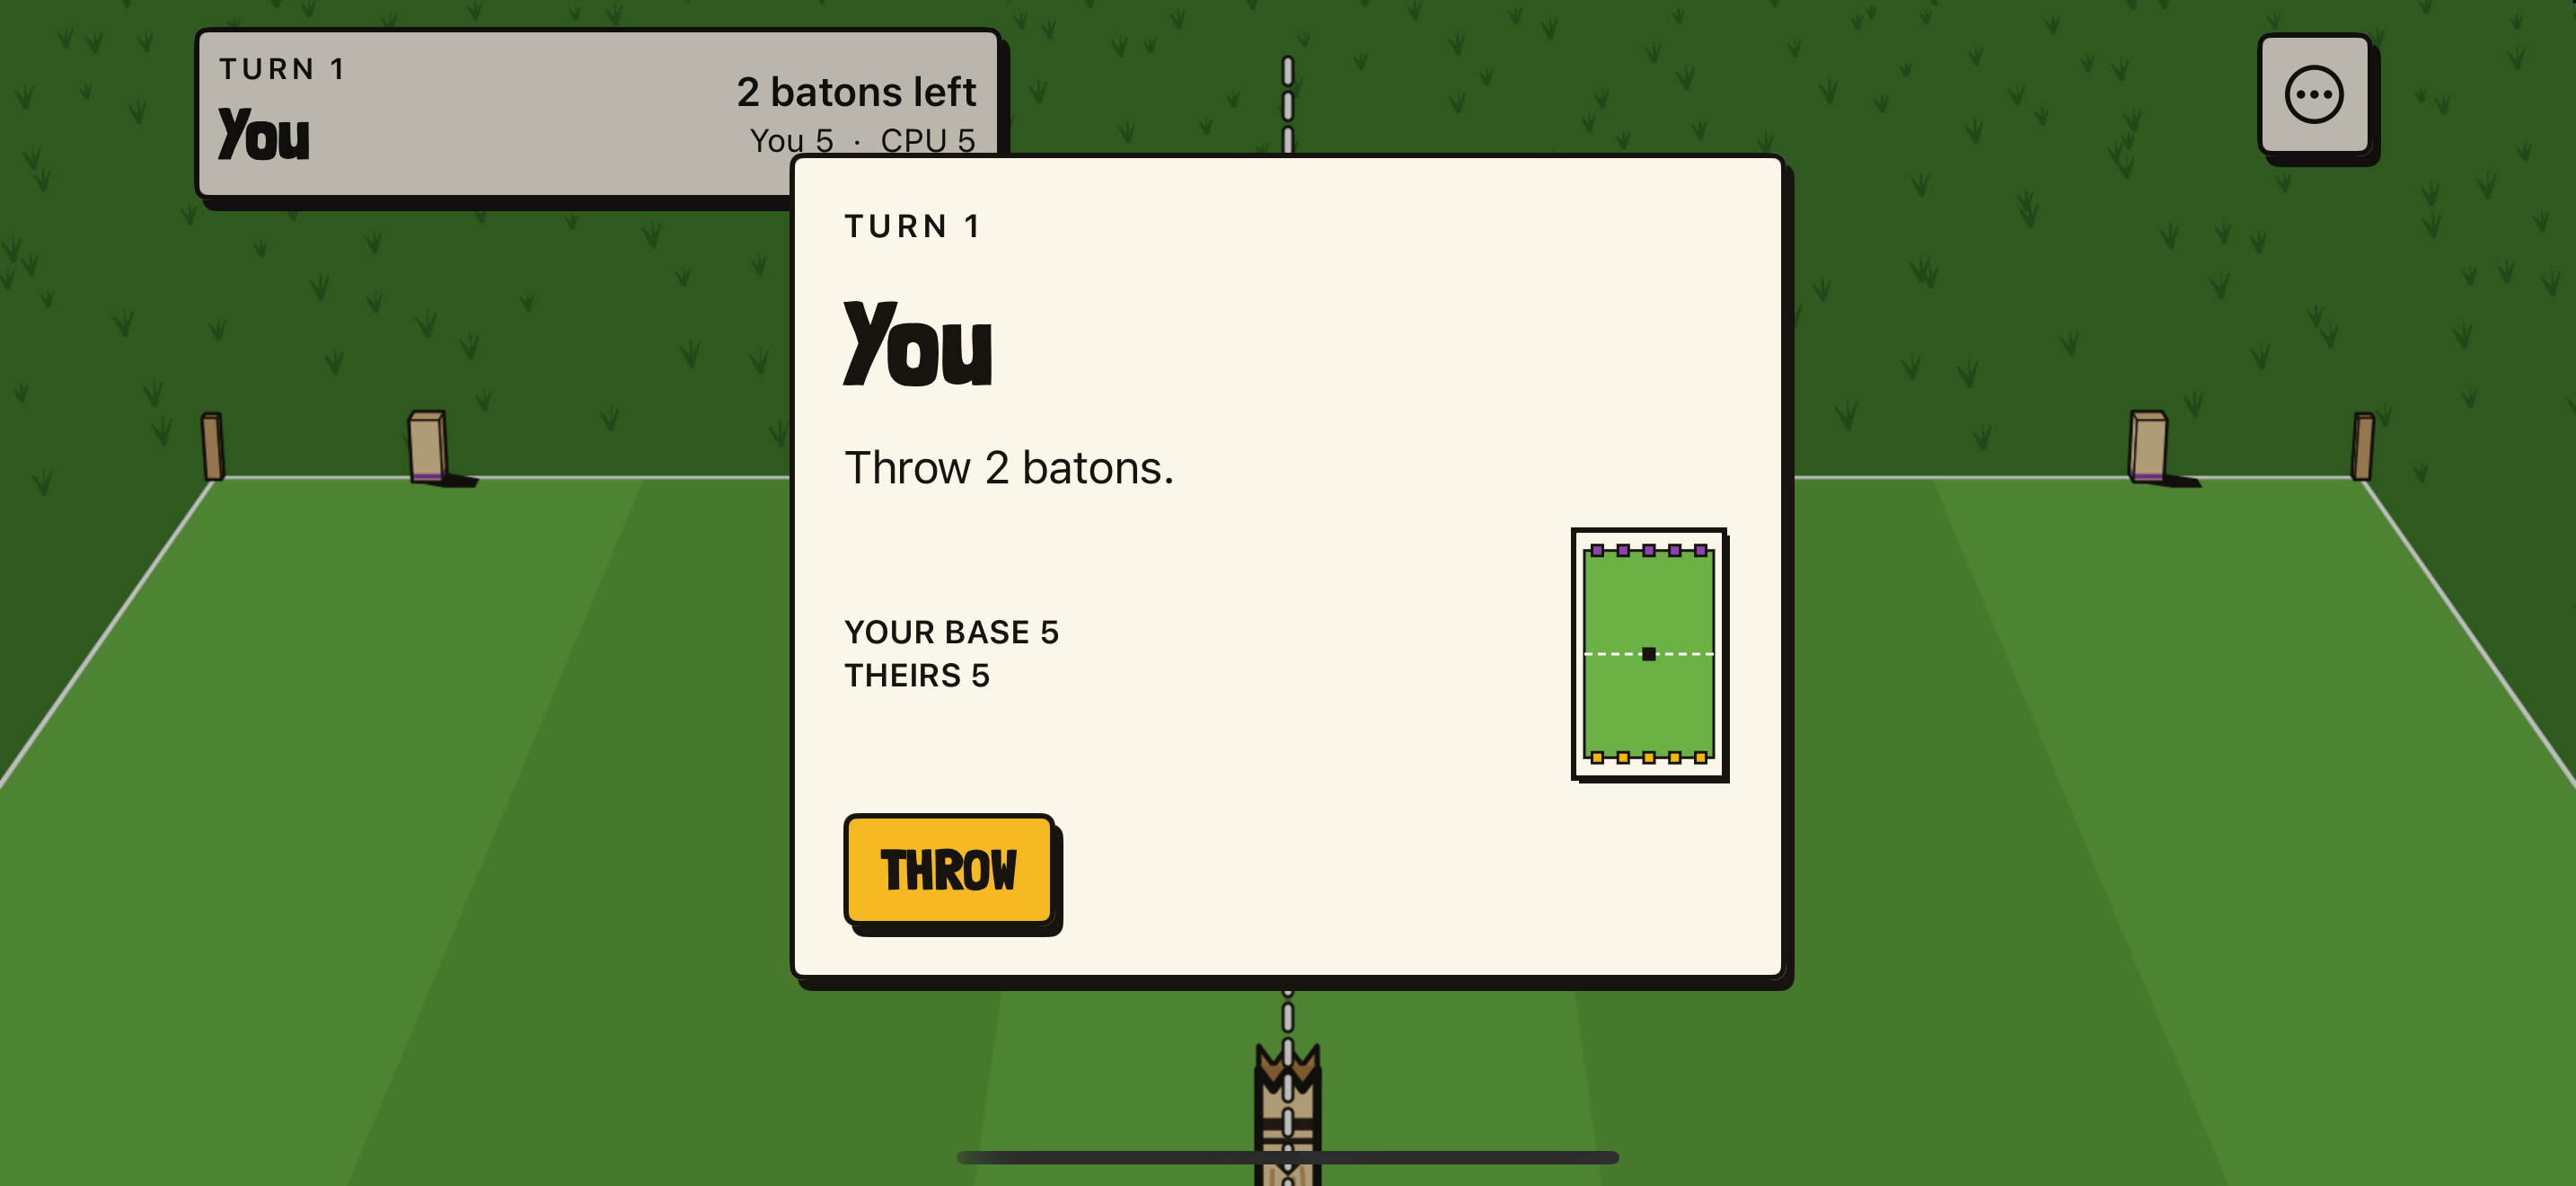 TURN 1
You
2 batons left
You 5 · CPU 5
TURN 1
You
Throw 2 batons.
YOUR BASE 5
THEIRS 5
THROW